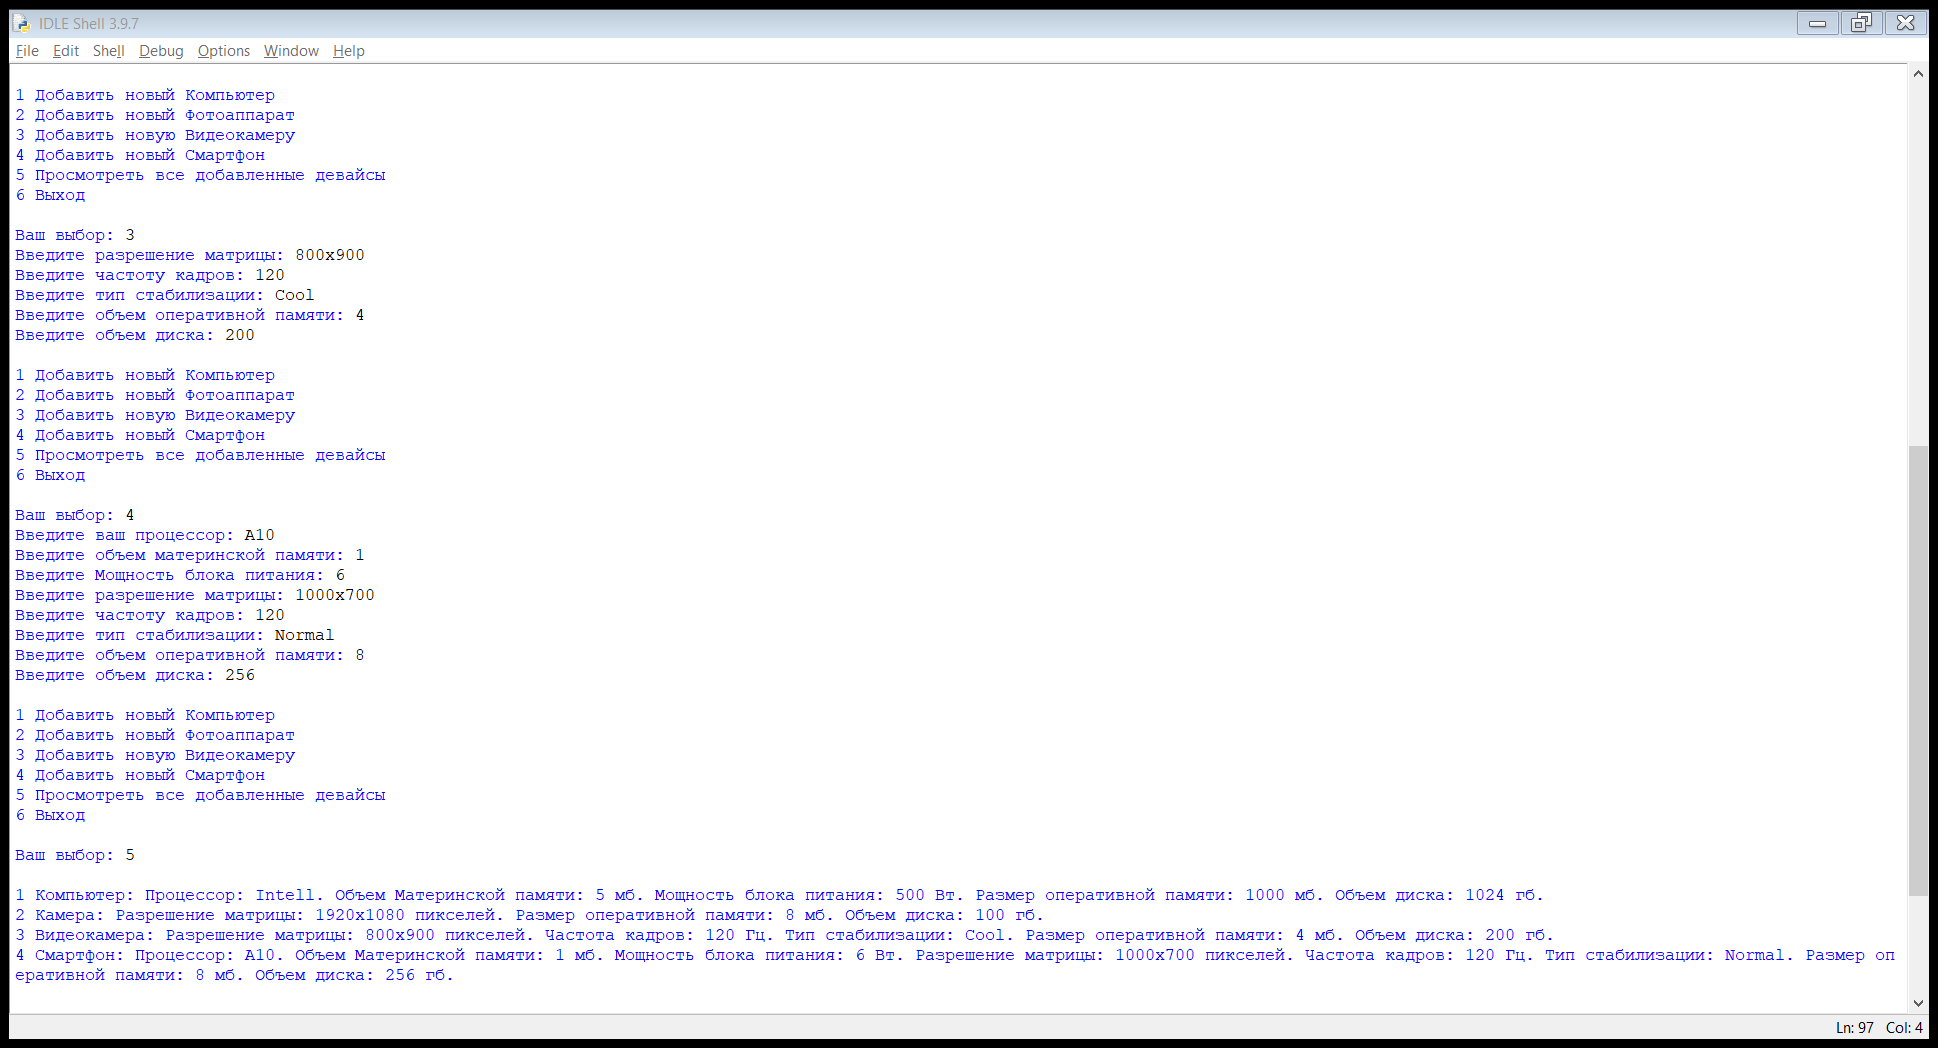 IDLE Shell 3.9.7
File Edit Shell Debug Options Window Help
1 Добавить новый Компьютер
2 Добавить новый Фотоаппарат
3 Добавить новую Видеокамеру
4 Добавить новый Смартфон
5 Просмотреть все добавленные девайсы
6 Выход
Ваш выбор: 3
Введите разрешение матрицы: 800x900
Введите частоту кадров: 120
Введите тип стабилизации: Cool
Введите объем оперативной памяти: 4
Введите объем диска: 200
1 Добавить новый Компьютер
2 Добавить новый Фотоаппарат
3 Добавить новую Видеокамеру
4 Добавить новый Смартфон
5 Просмотреть все добавленные девайсы
6 Выход
Ваш выбор: 4
Введите ваш процессор: A10
Введите объем материнской памяти: 1
Введите Мощность блока питания: 6
Введите разрешение матрицы: 1000x700
Введите частоту кадров: 120
Введите тип стабилизации: Normal
Введите объем оперативной памяти: 8
Введите объем диска: 256
1 Добавить новый Компьютер
2 Добавить новый Фотоаппарат
3 Добавить новую Видеокамеру
4 Добавить новый Смартфон
5 Просмотреть все добавленные девайсы
6 Выход
Ваш выбор: 5
1 Компьютер: Процессор: Intell. Объем Материнской памяти: 5 мб. Мощность блока питания: 500 Вт. Размер оперативной памяти: 1000 мб. Объем диска: 1024 гб.
2 Камера: Разрешение матрицы: 1920x1080 пикселей. Размер оперативной памяти: 8 мб. Объем диска: 100 гб.
3 Видеокамера: Разрешение матрицы: 800x900 пикселей. Частота кадров: 120 Гц. Тип стабилизации: Cool. Размер оперативной памяти: 4 мб. Объем диска: 200 гб.
4 Смартфон: Процессор: A10. Объем Материнской памяти: 1 мб. Мощность блока питания: 6 Вт. Разрешение матрицы: 1000x700 пикселей. Частота кадров: 120 Гц. Тип стабилизации: Normal. Размер оп
еративной памяти: 8 мб. Объем диска: 256 гб.
Ln: 97 Col: 4